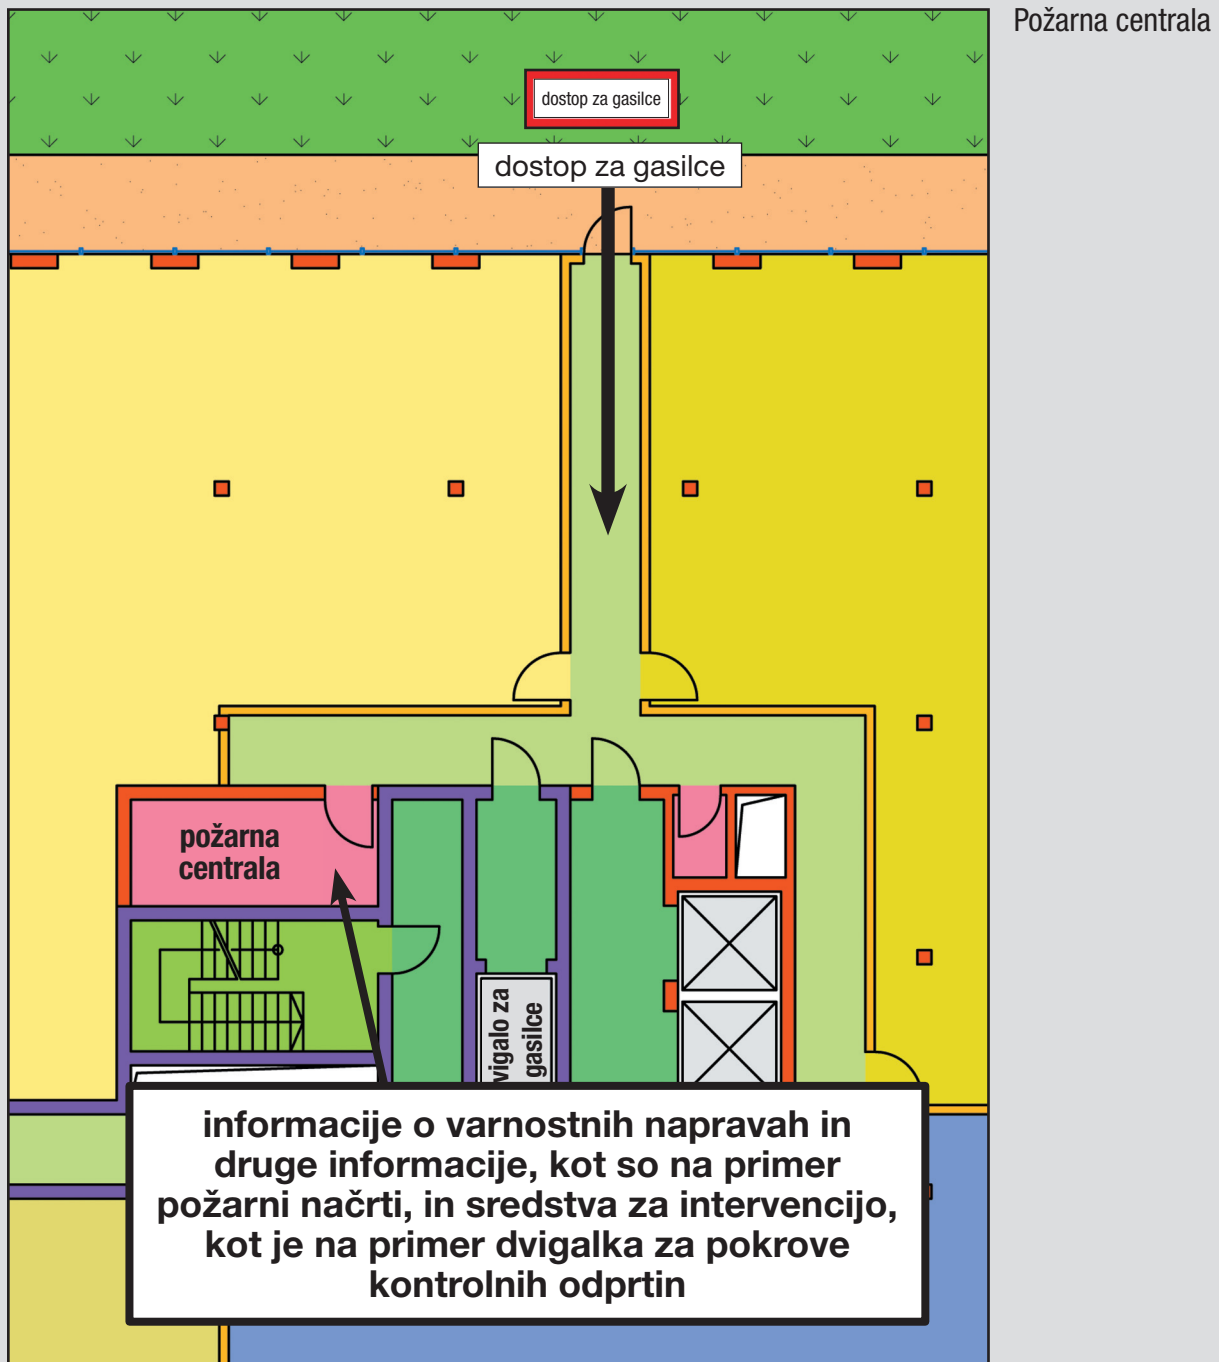 Požarna centrala
dostop za gasilce
dostop za gasilce
požarna
centrala
vigalo za
gasilce
informacije o varnostnih napravah in
druge informacije, kot so na primer
požarni načrti, in sredstva za intervencijo,
kot je na primer dvigalka za pokrove
kontrolnih odprtin